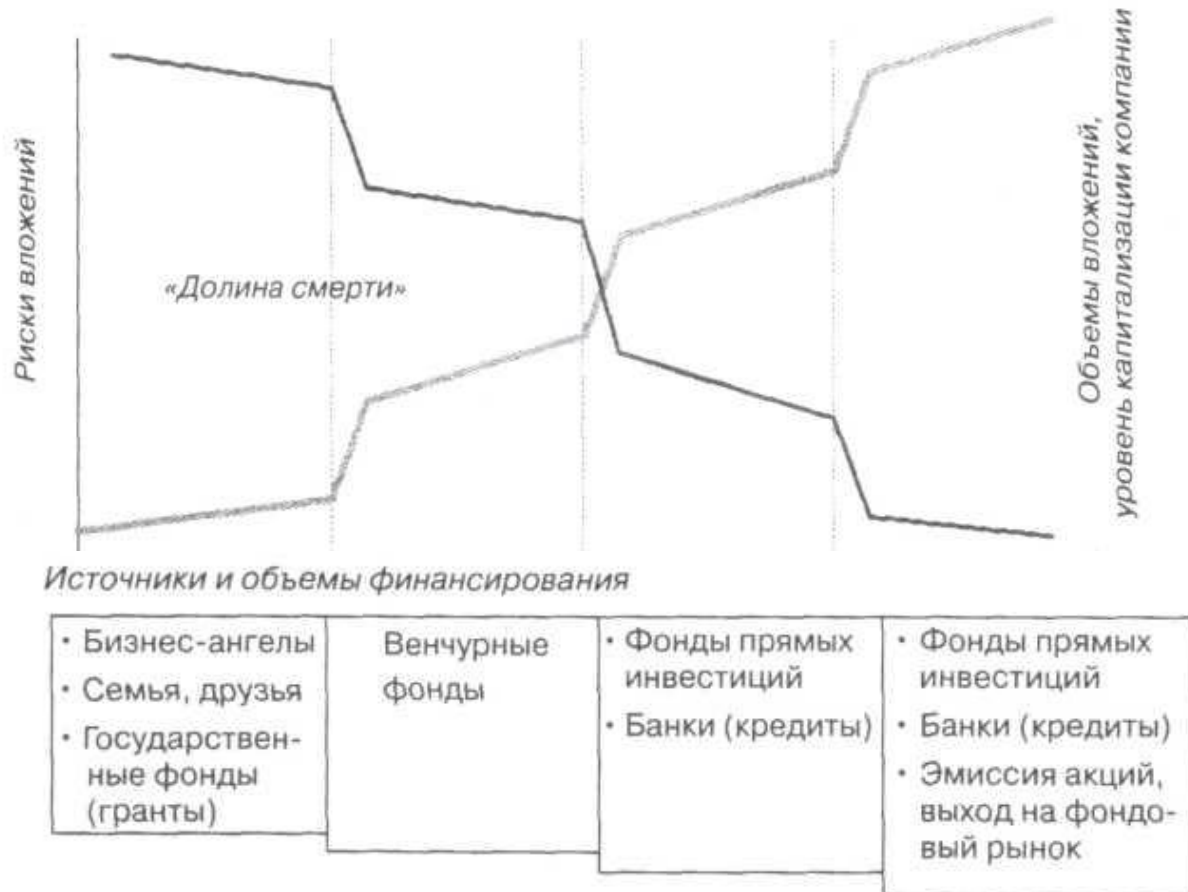 Риски вложений
«Долина смерти»
Объемы вложений,
уровень капитализации компании
Источники и объемы финансирования
· Бизнес-ангелы
· Семья, друзья
· Государствен-
ные фонды
(гранты)
Венчурные
фонды
· Фонды прямых
инвестиций
· Банки (кредиты)
· Фонды прямых
инвестиций
· Банки (кредиты)
· Эмиссия акций,
выход на фондо-
вый рынок